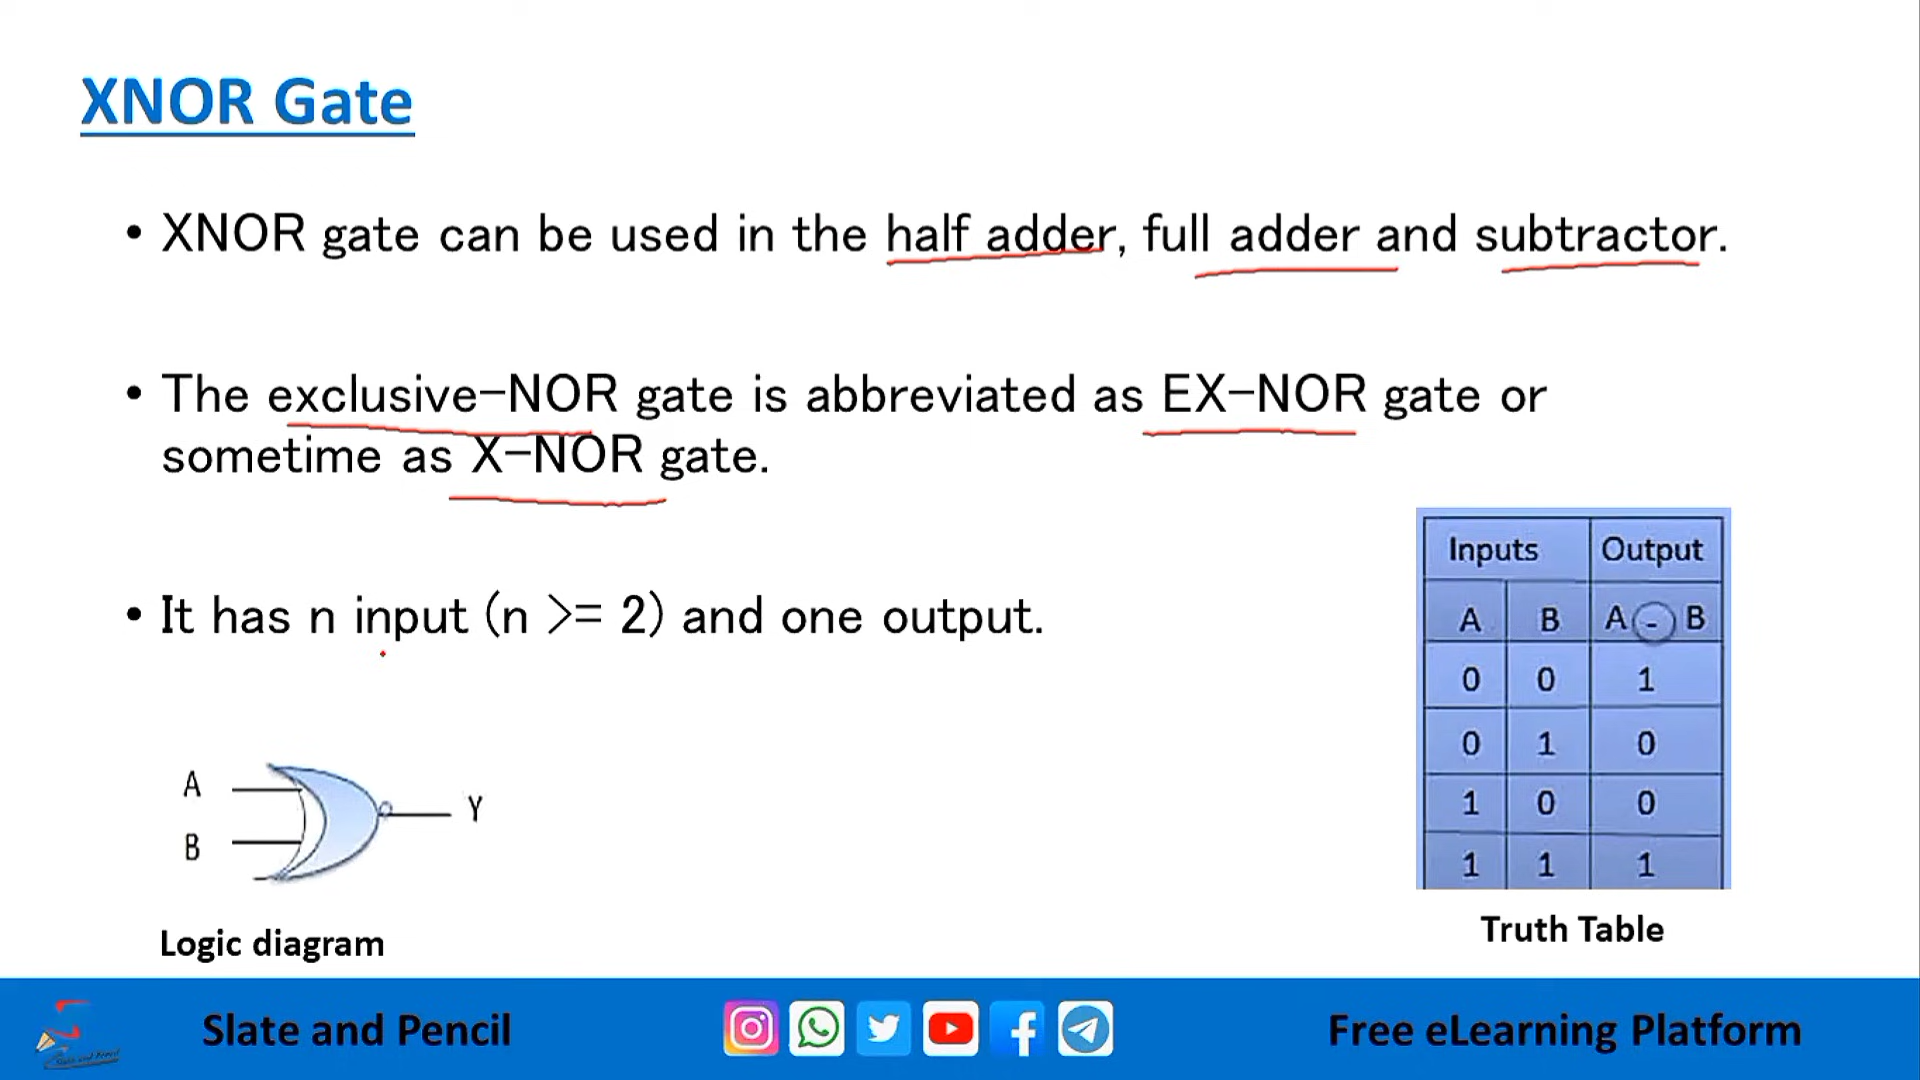 XNOR Gate
• XNOR gate can be used in the half adder, full adder and subtractor.
• The exclusive-NOR gate is abbreviated as EX-NOR gate or
sometime as X-NOR gate.
• It has n input (n >= 2) and one output.
A
B
Y
Logic diagram
Inputs Output
A B A - B
0 0 1
0 1 0
1 0 0
1 1 1
Truth Table
Slate and Pencil
Free eLearning Platform